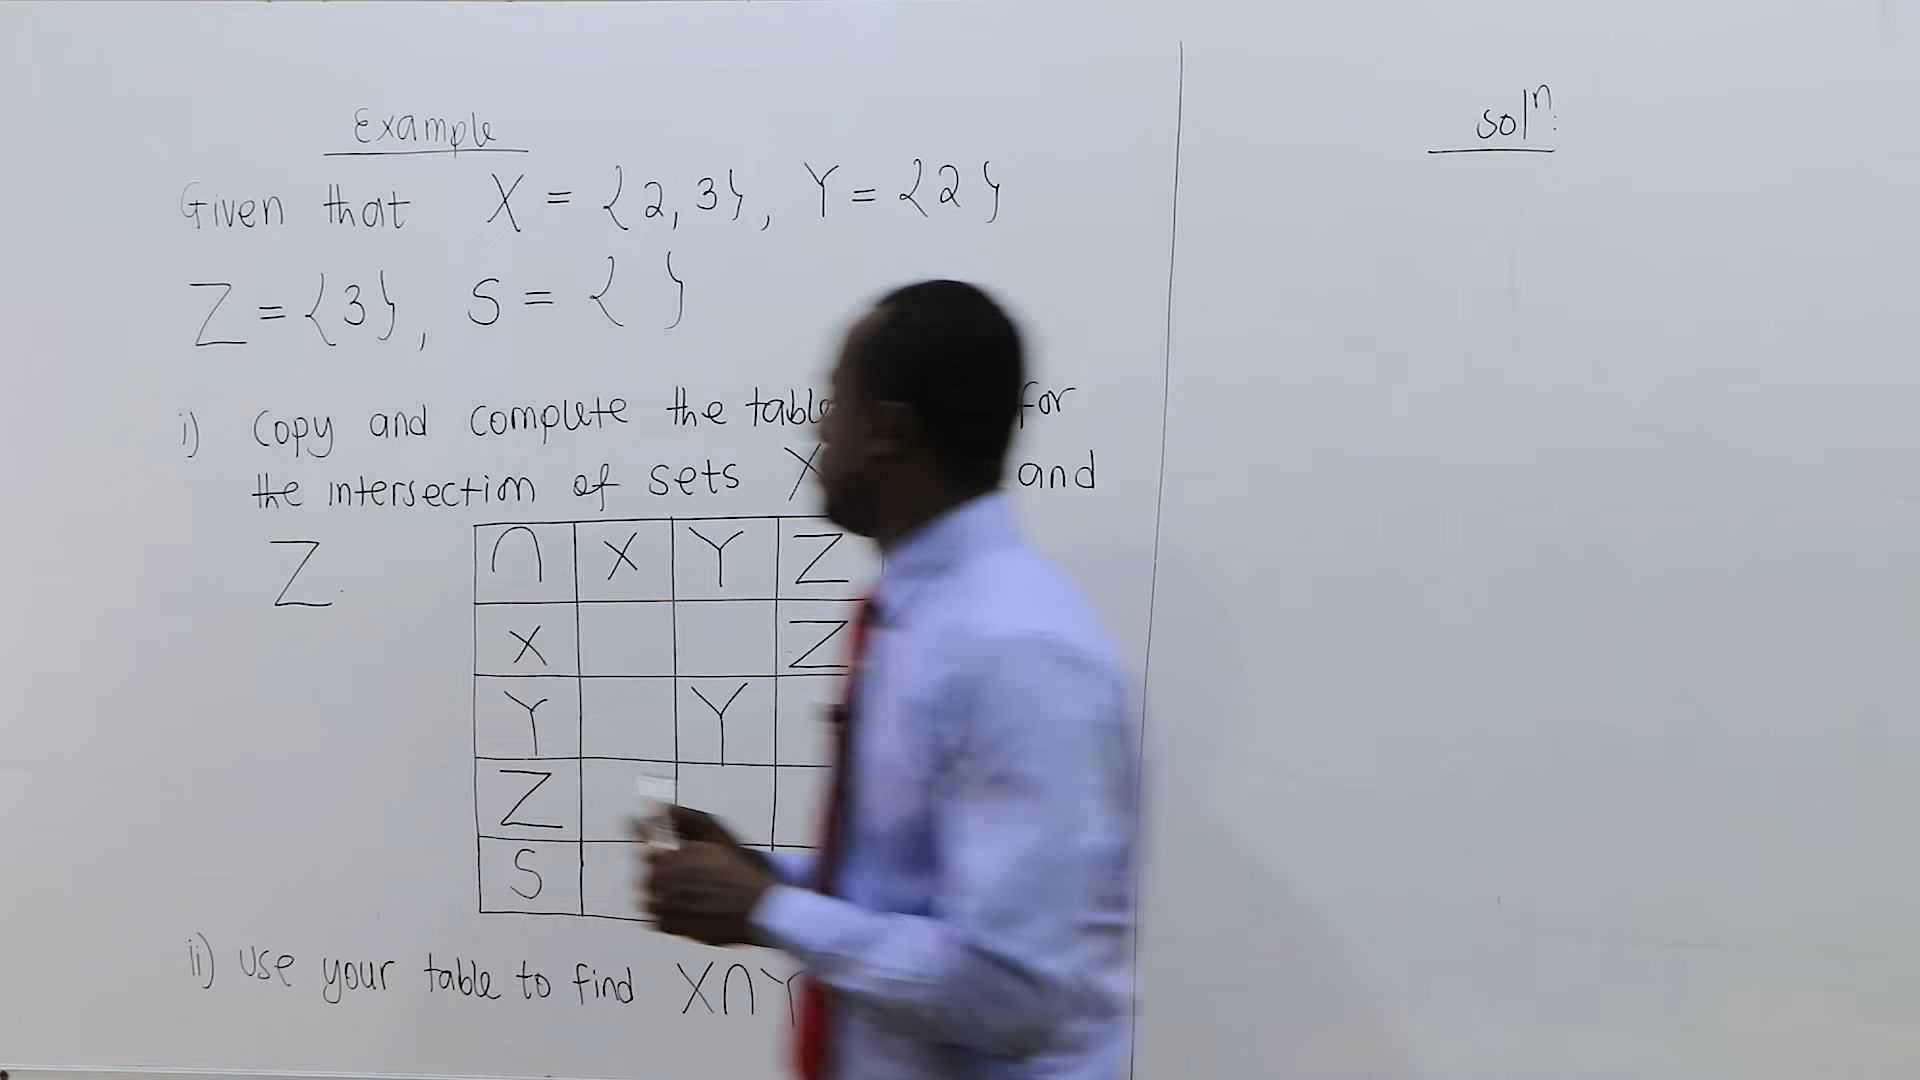 Example
Given that X = {2, 3}, Y = {2}
Z = {3}, S = { }
i) Copy and complete the table for
the intersection of sets X and
Z.
∩ X Y Z
X Z
Y Y
Z
S
ii) Use your table to find X∩Y
solⁿ: